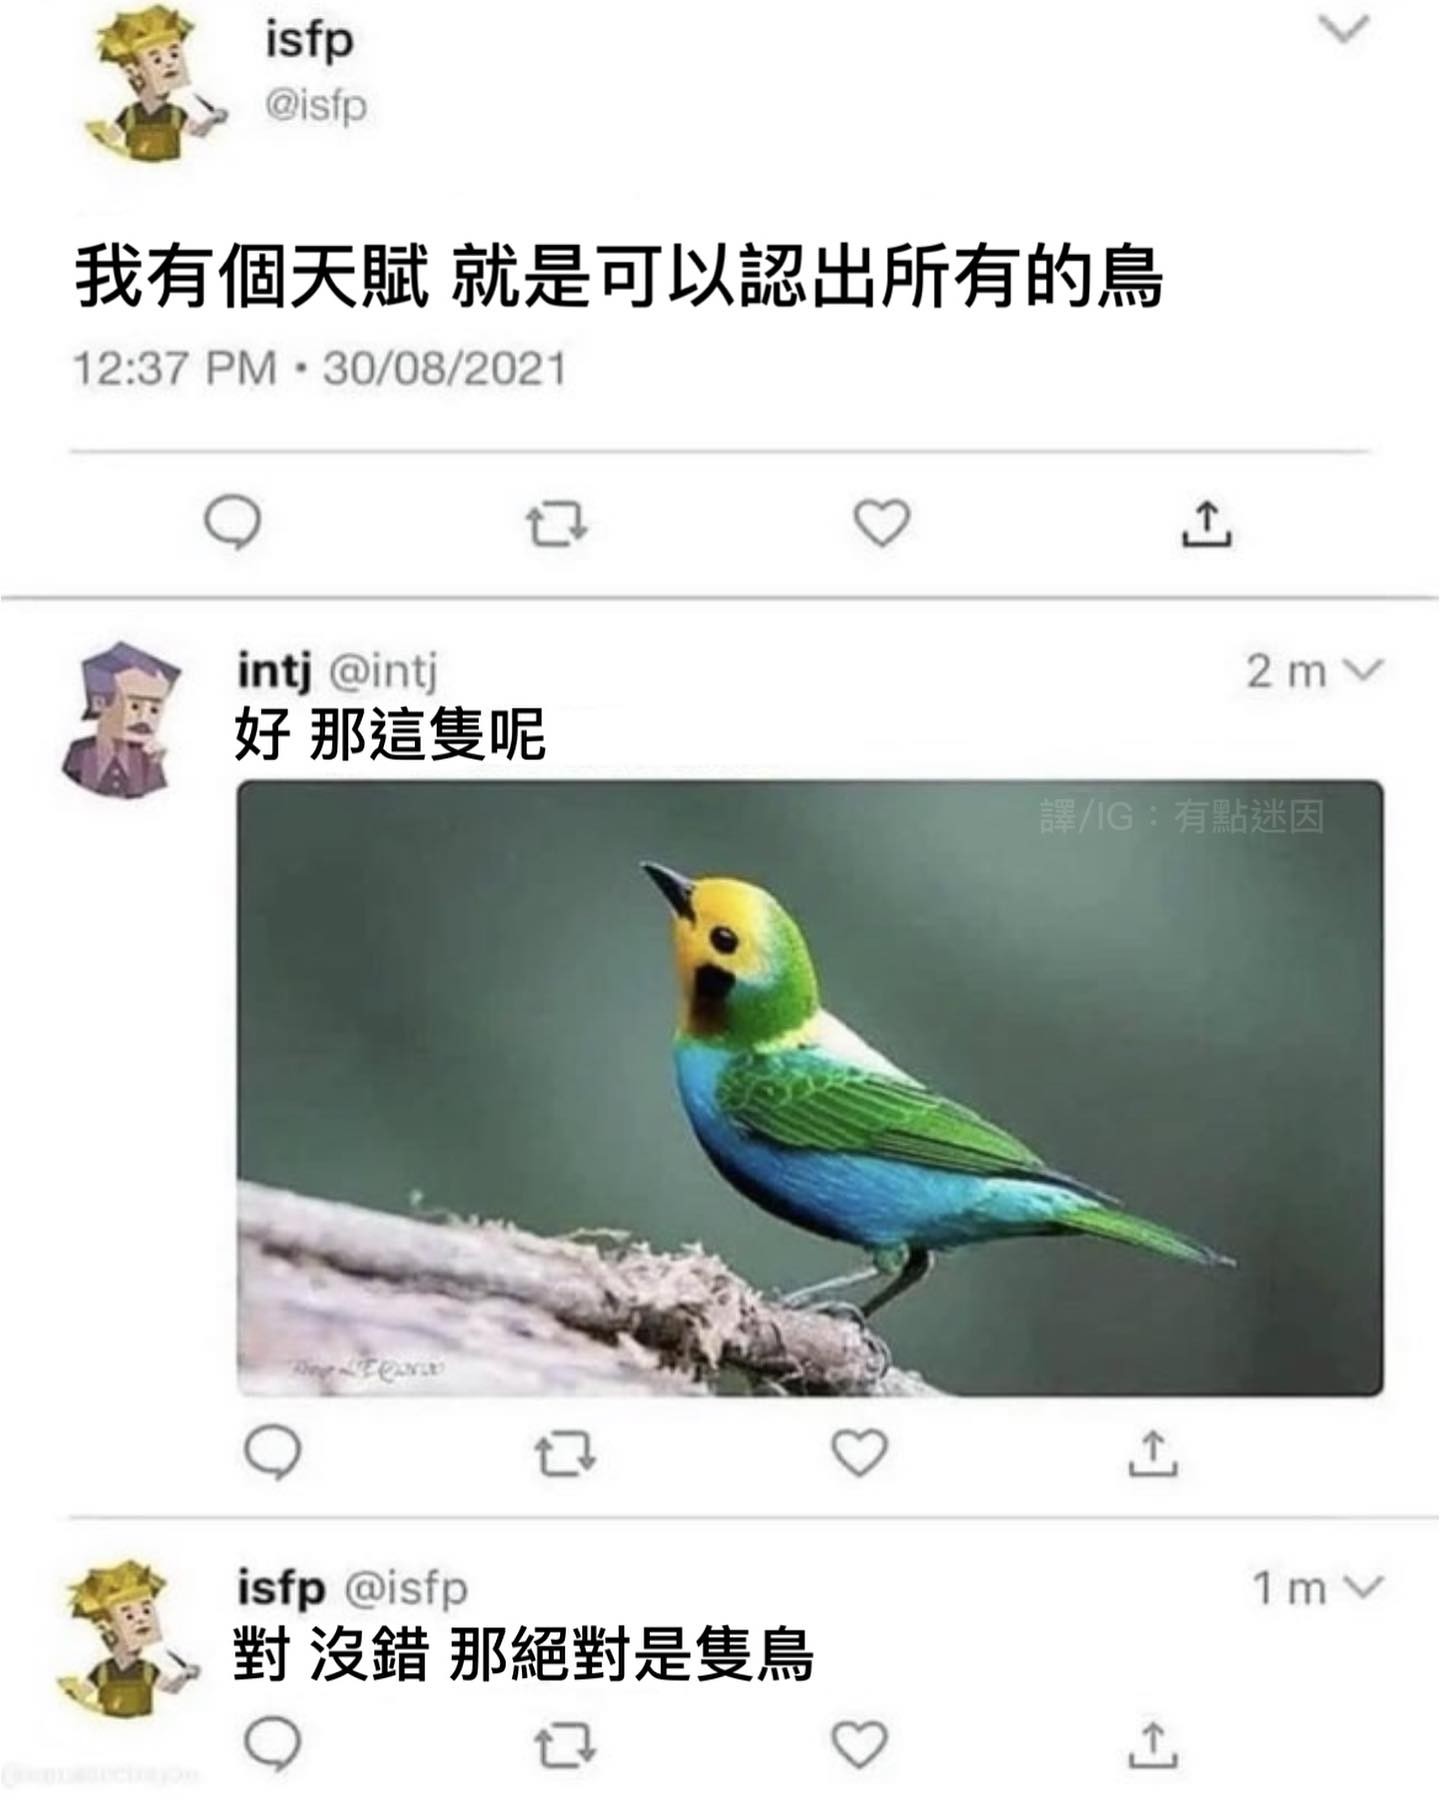 isfp
@isfp
我有個天賦 就是可以認出所有的鳥
12:37 PM • 30/08/2021
intj @intj
2 m
好 那這隻呢
譯/IG：有點迷因
isfp @isfp
1 m
對 沒錯 那絕對是隻鳥